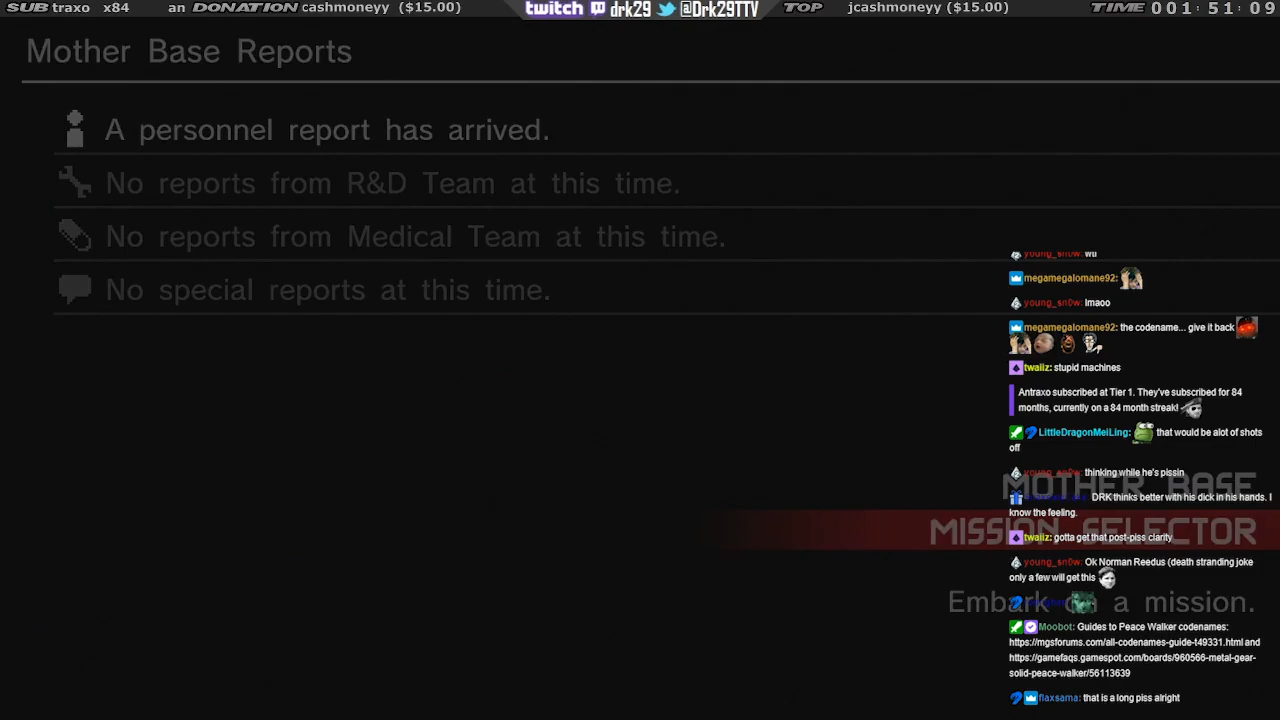 SUB traxo x84 an DONATION cashmoneyy ($15.00) twitch drk29 @Drk29TTV TOP jcashmoneyy ($15.00) TIME 001:51:09
Mother Base Reports
A personnel report has arrived.
No reports from R&D Team at this time.
No reports from Medical Team at this time.
No special reports at this time.
young_sn0w: wtf
megamegalomane92:
young_sn0w: lmaoo
megamegalomane92: the codename... give it back
twaiiz: stupid machines
Antraxo subscribed at Tier 1. They've subscribed for 84
months, currently on a 84 month streak!
LittleDragonMeiLing: that would be alot of shots
off
young_sn0w: thinking while he's pissin
MOTHER BASE
DRK thinks better with his dick in his hands. I
know the feeling.
MISSION SELECTOR
twaiiz: gotta get that post-piss clarity
young_sn0w: Ok Norman Reedus (death stranding joke
only a few will get this
Embark on a mission.
Moobot: Guides to Peace Walker codenames:
https://mgsforums.com/all-codenames-guide-t49331.html and
https://gamefaqs.gamespot.com/boards/960566-metal-gear-
solid-peace-walker/56113639
flaxsama: that is a long piss alright